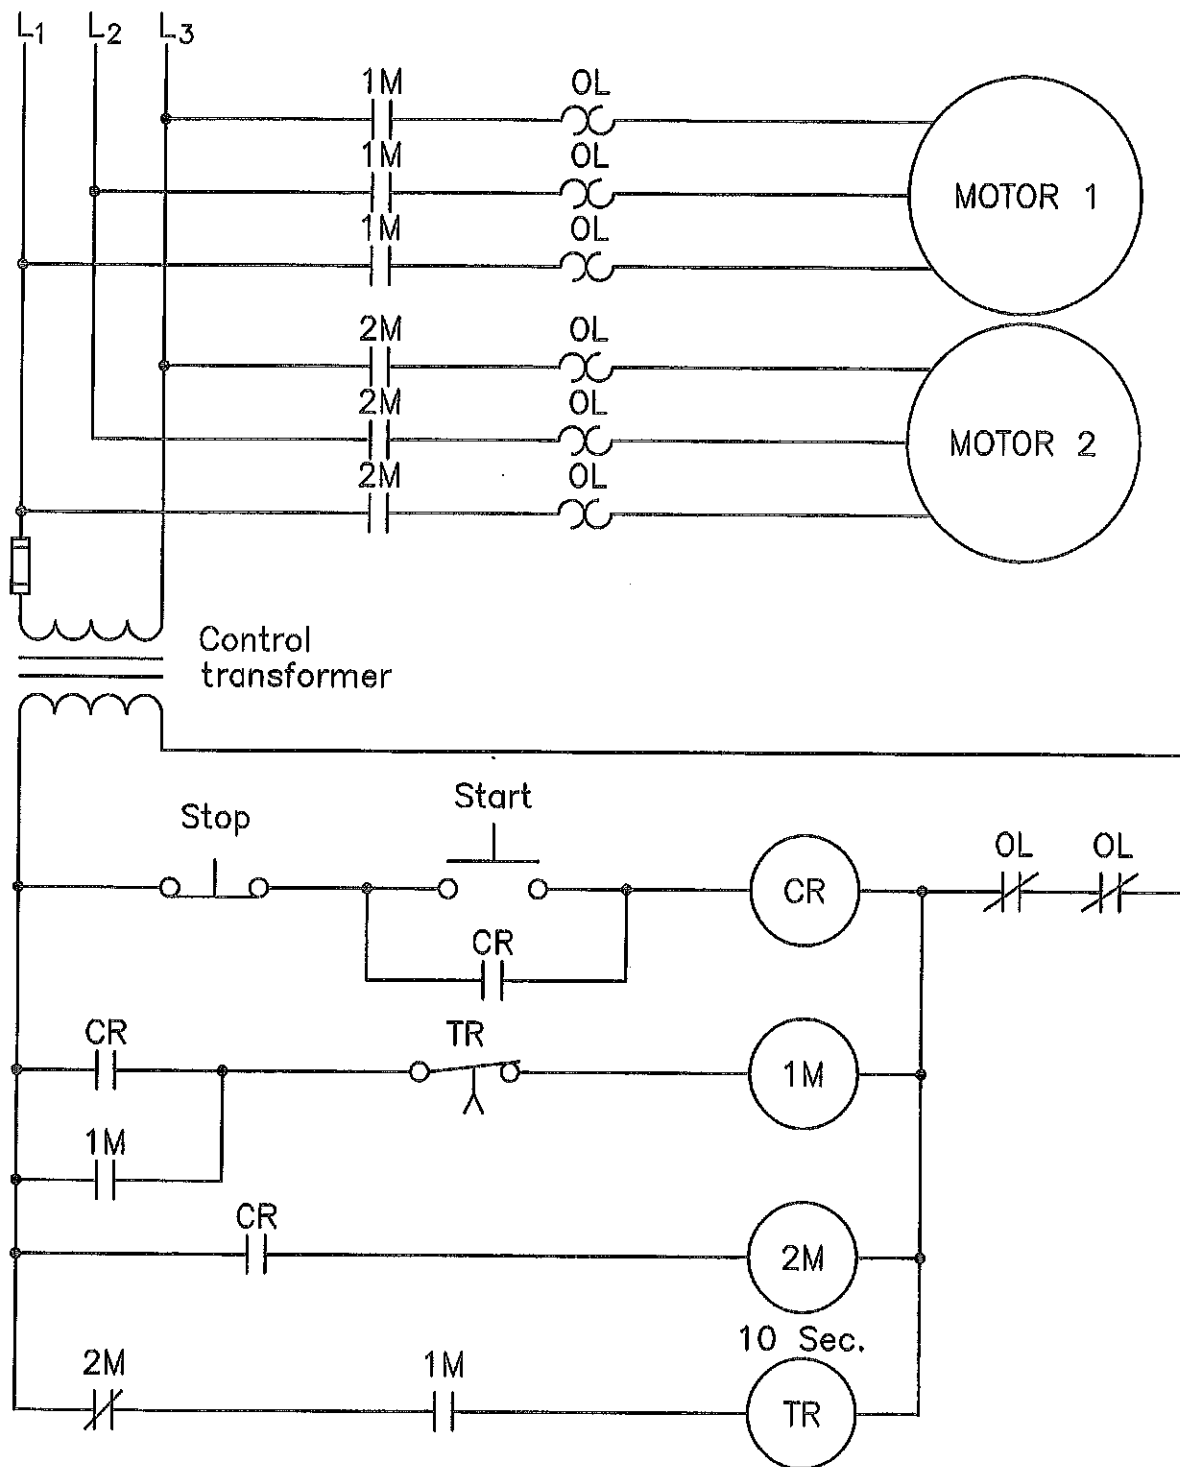 L1 L2 L3
1M OL
1M OL
MOTOR 1
1M OL
2M OL
2M OL
MOTOR 2
2M OL
Control
transformer
Start
Stop
OL OL
CR
CR
CR TR
1M
1M
CR
2M
10 Sec.
2M 1M
TR